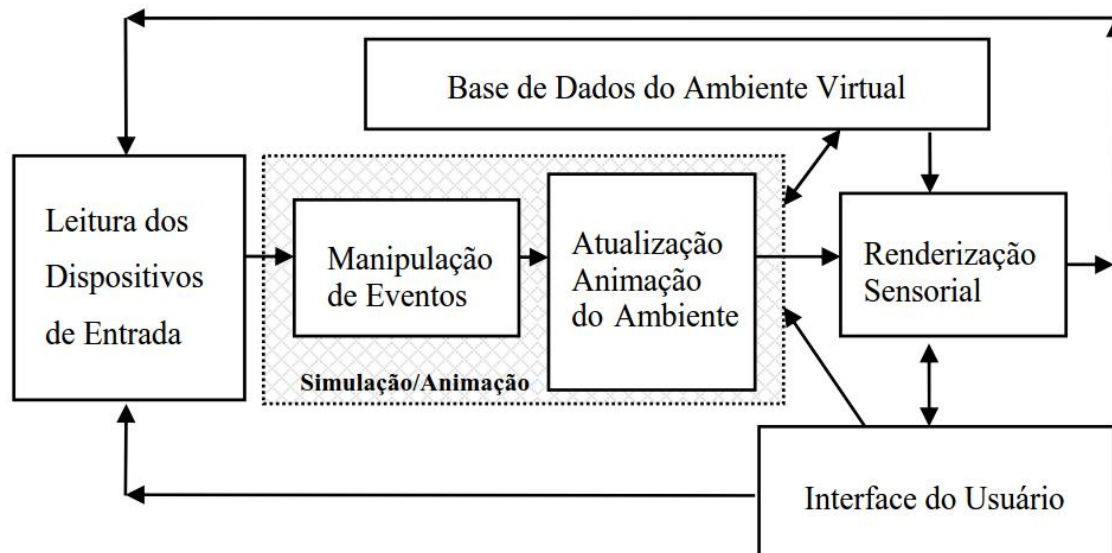 Base de Dados do Ambiente Virtual
Leitura dos
Dispositivos
de Entrada
Manipulação
de Eventos
Atualização
Animação
do Ambiente
Renderização
Sensorial
Simulação/Animação
Interface do Usuário